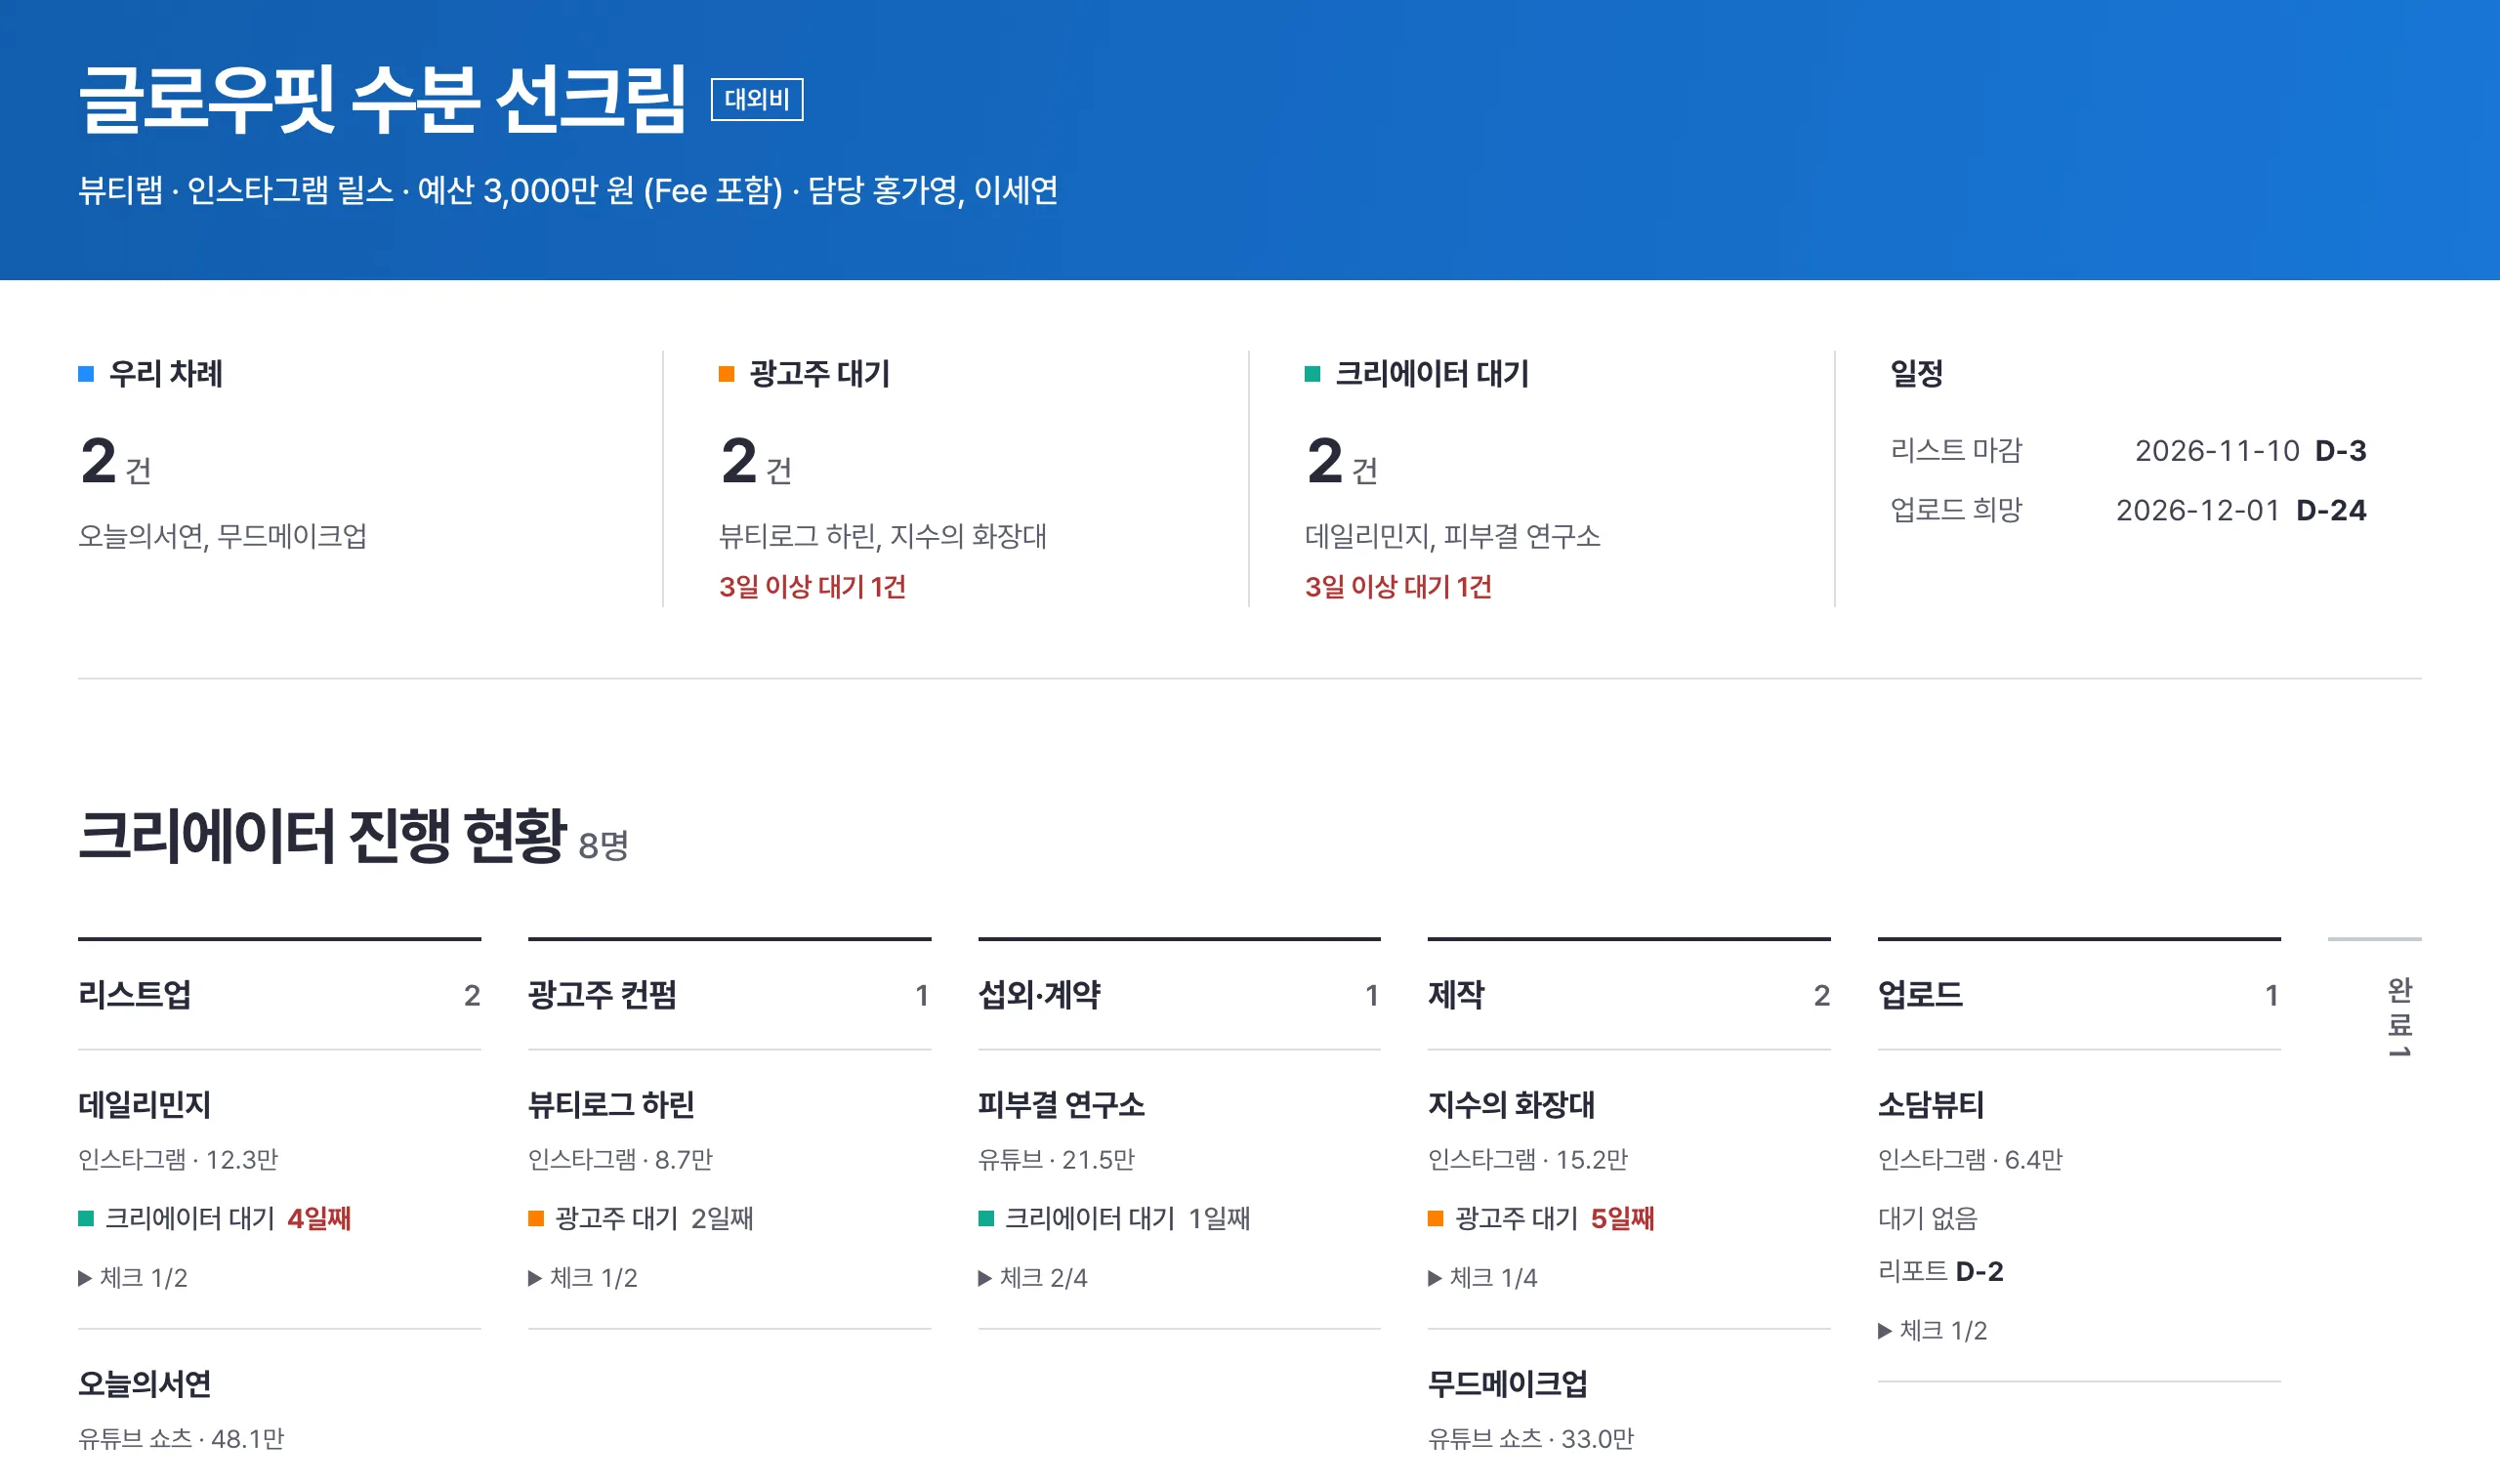 글로우핏 수분 선크림 대외비
뷰티랩 · 인스타그램 릴스 · 예산 3,000만 원 (Fee 포함) · 담당 홍가영, 이세연
우리 차례
2건
오늘의서연, 무드메이크업
광고주 대기
2건
뷰티로그 하린, 지수의 화장대
3일 이상 대기 1건
크리에이터 대기
2건
데일리민지, 피부결 연구소
3일 이상 대기 1건
일정
리스트 마감 2026-11-10 D-3
업로드 희망 2026-12-01 D-24
크리에이터 진행 현황 8명
리스트업 2
데일리민지
인스타그램 · 12.3만
크리에이터 대기 4일째
▶ 체크 1/2
오늘의서연
유튜브 쇼츠 · 48.1만
광고주 컨펌 1
뷰티로그 하린
인스타그램 · 8.7만
광고주 대기 2일째
▶ 체크 1/2
섭외·계약 1
피부결 연구소
유튜브 · 21.5만
크리에이터 대기 1일째
▶ 체크 2/4
제작 2
지수의 화장대
인스타그램 · 15.2만
광고주 대기 5일째
▶ 체크 1/4
무드메이크업
유튜브 쇼츠 · 33.0만
업로드 1
소담뷰티
인스타그램 · 6.4만
대기 없음
리포트 D-2
▶ 체크 1/2
완료 1